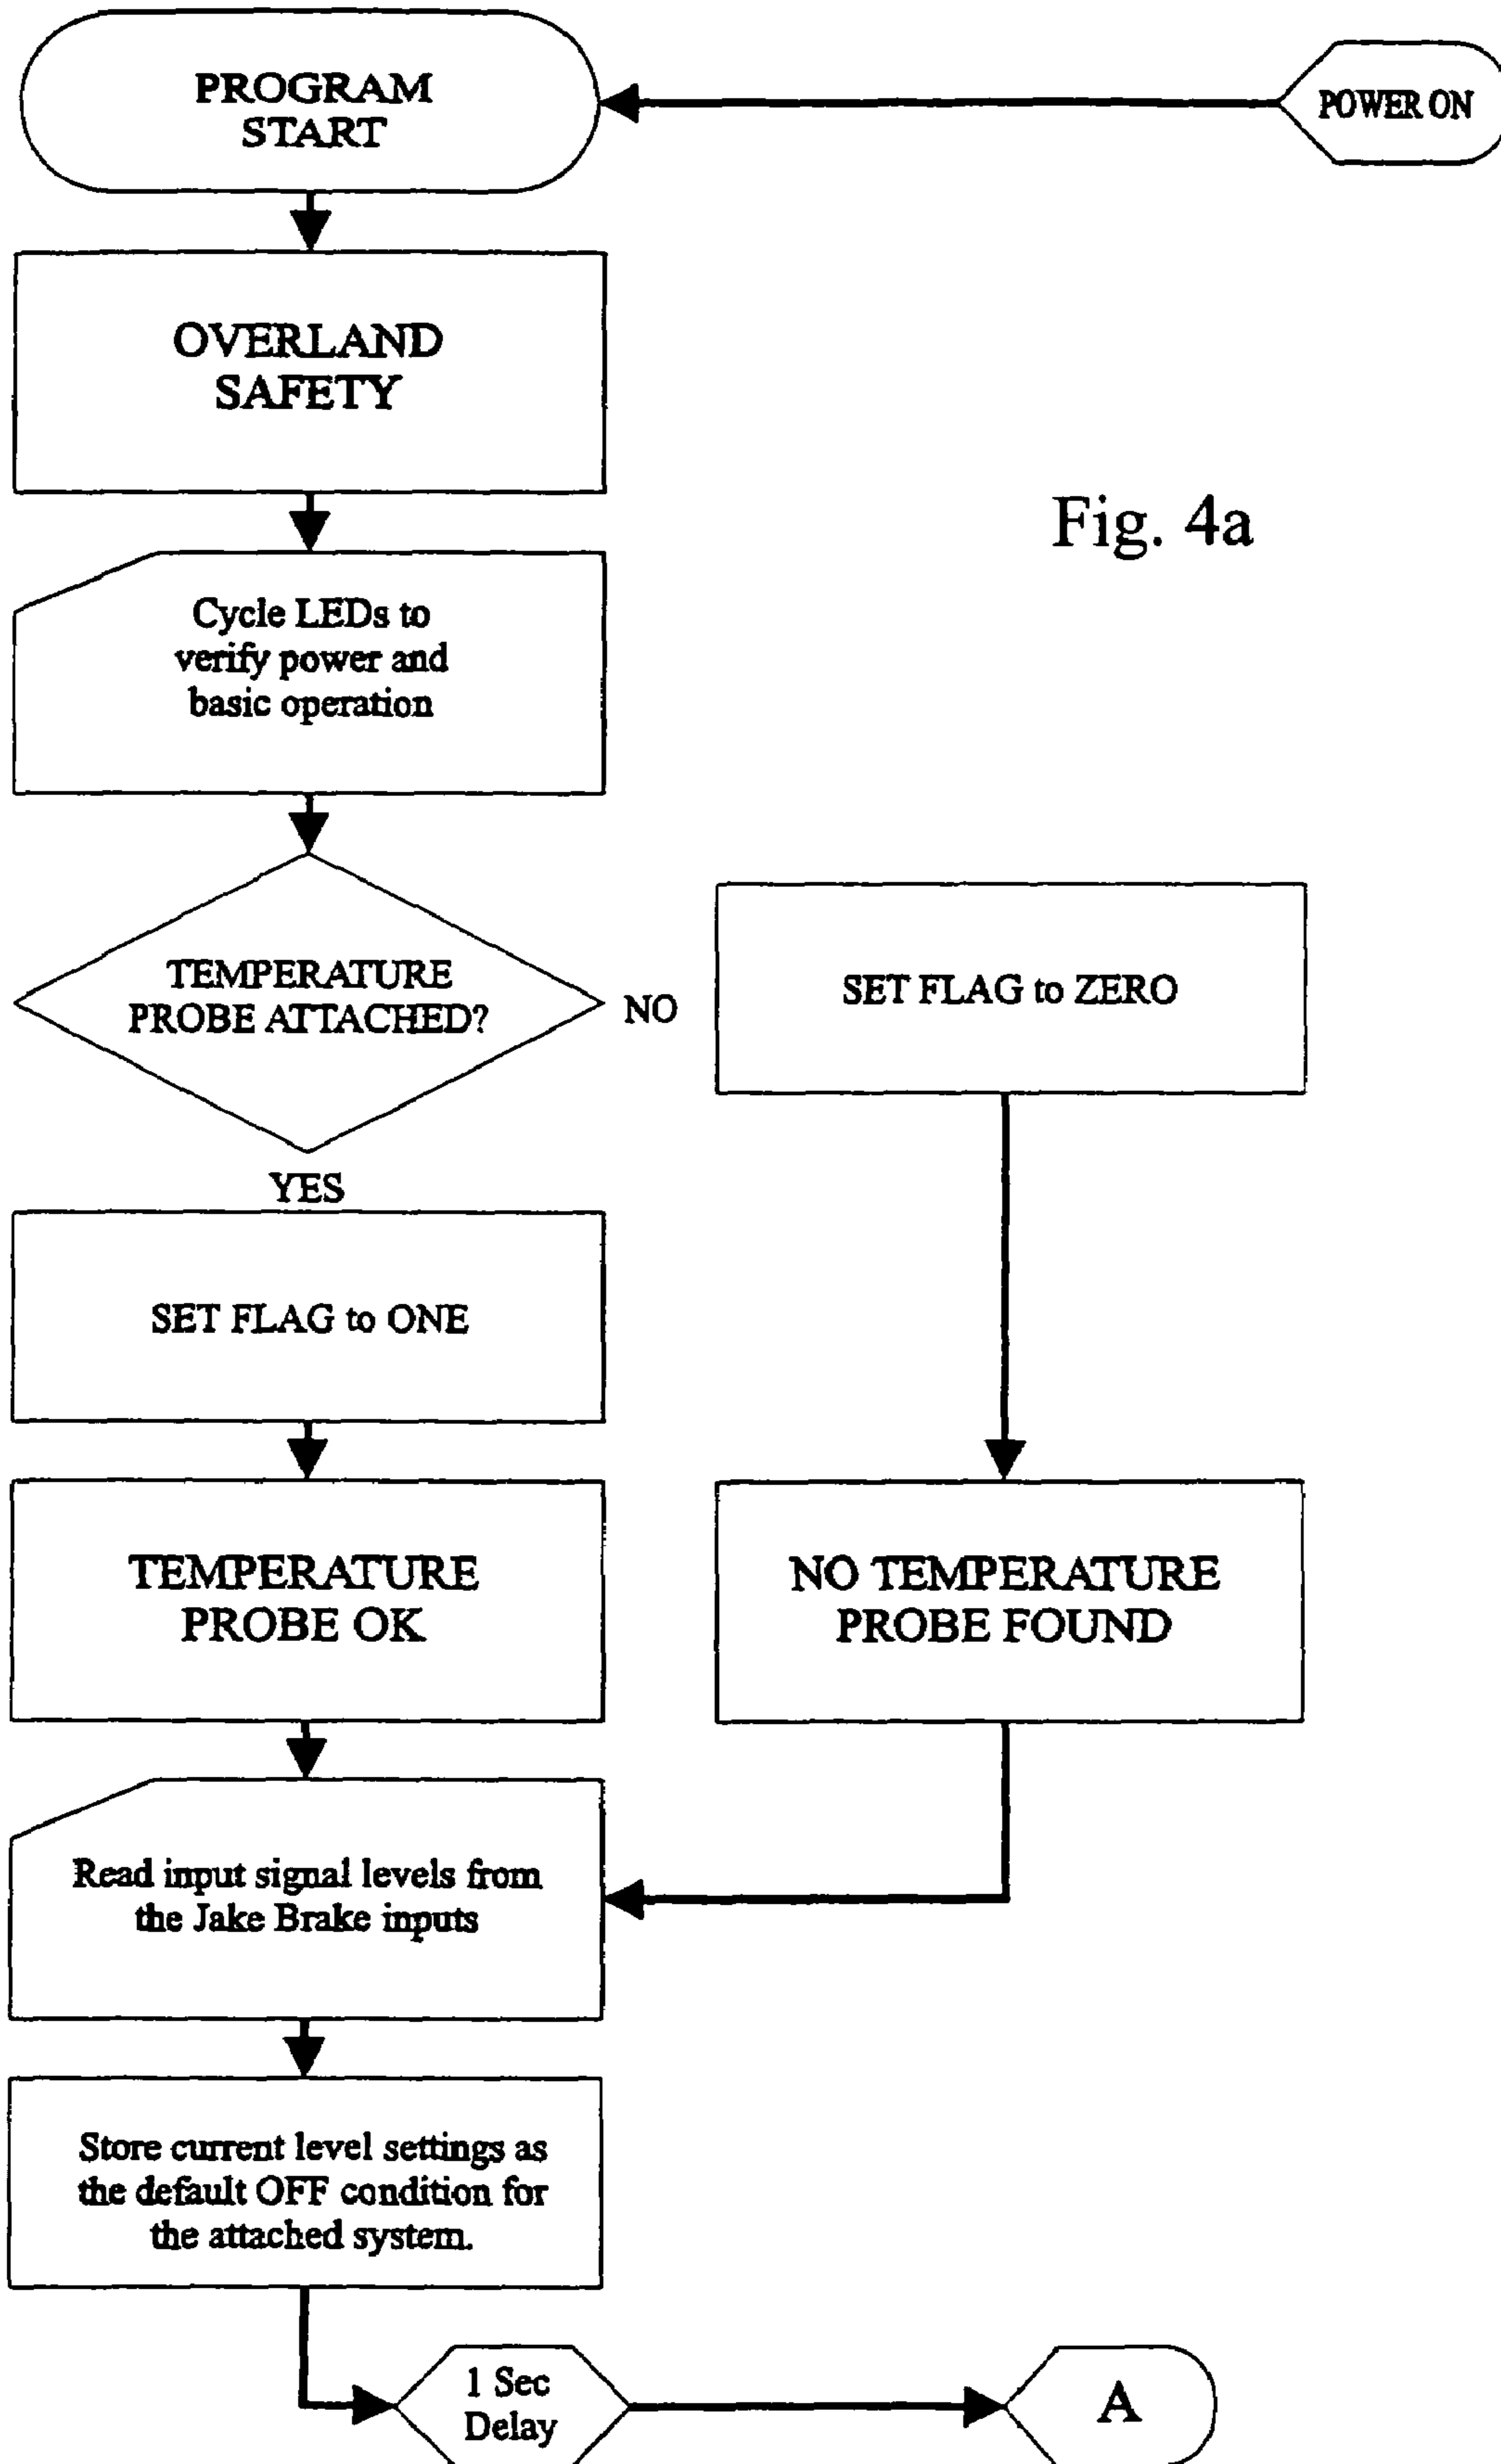 PROGRAM
START
POWER ON
OVERLAND
SAFETY
Fig. 4a
Cycle LEDs to
verify power and
basic operation
TEMPERATURE
PROBE ATTACHED?
NO
SET FLAG to ZERO
YES
SET FLAG to ONE
TEMPERATURE
PROBE OK
NO TEMPERATURE
PROBE FOUND
Read input signal levels from
the Jake Brake inputs
Store current level settings as
the default OFF condition for
the attached system.
1 Sec
Delay
A